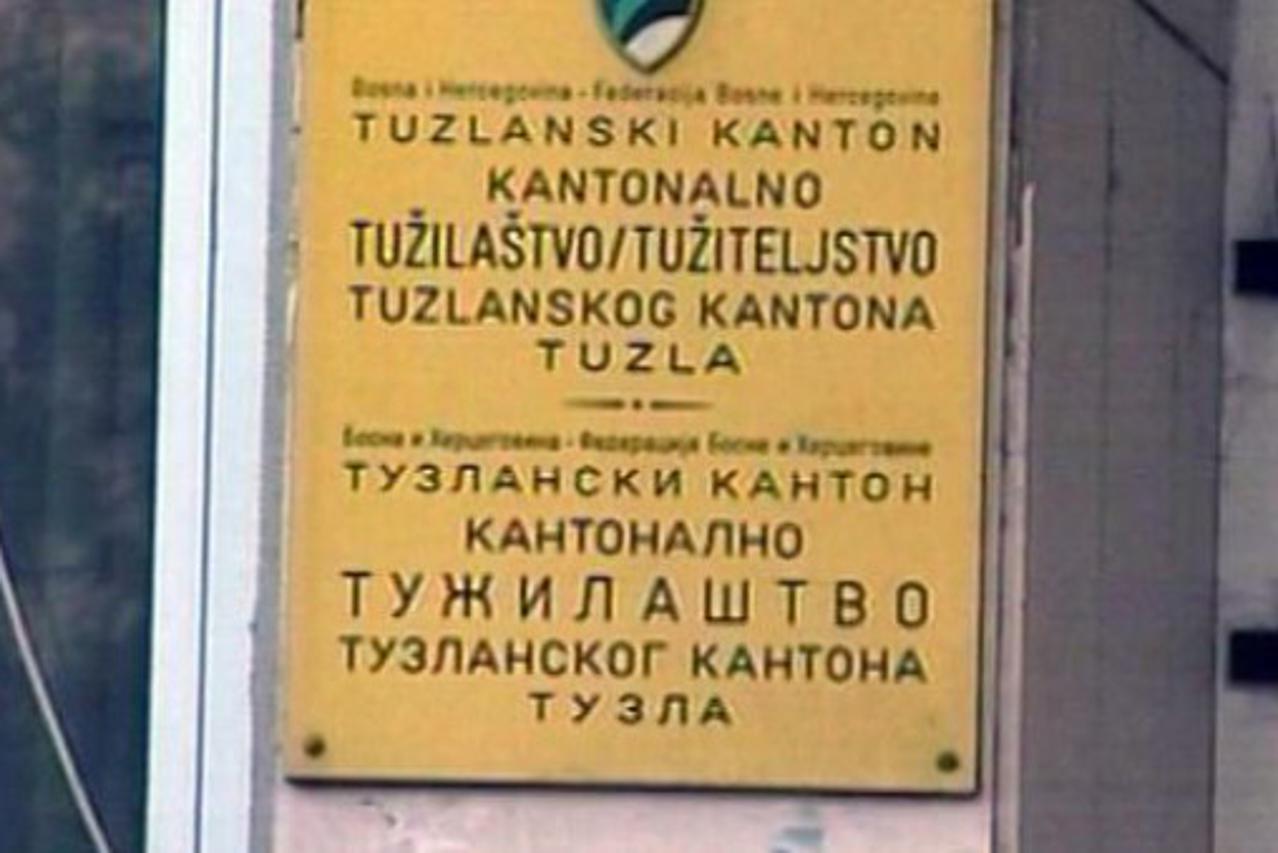 Bosna i Hercegovina - Federacija Bosne i Hercegovine
TUZLANSKI KANTON
KANTONALNO
TUŽILAŠTVO/TUŽITELJSTVO
TUZLANSKOG KANTONA
TUZLA
Босна и Херцеговина - Федерација Босне и Херцеговине
ТУЗЛАНСКИ КАНТОН
КАНТОНАЛНО
ТУЖИЛАШТВО
ТУЗЛАНСКОГ КАНТОНА
ТУЗЛА